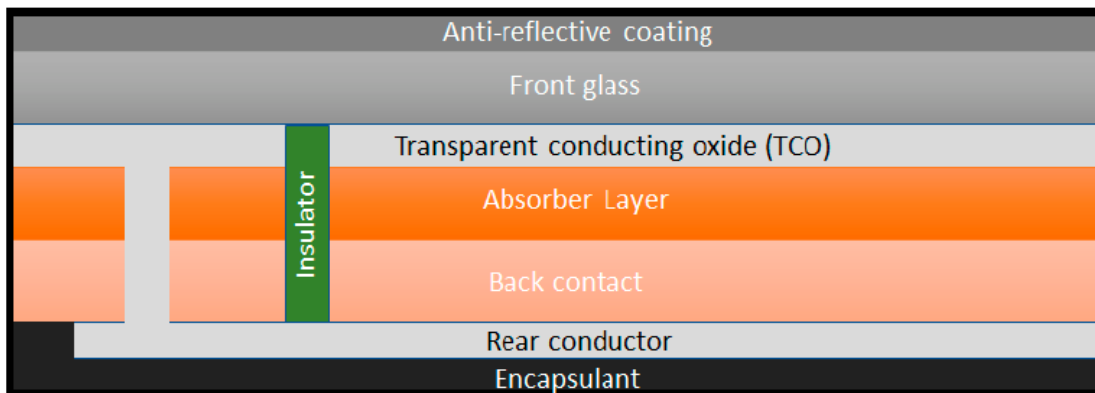 Anti-reflective coating
Front glass
Transparent conducting oxide (TCO)
Insulator
Absorber Layer
Back contact
Rear conductor
Encapsulant